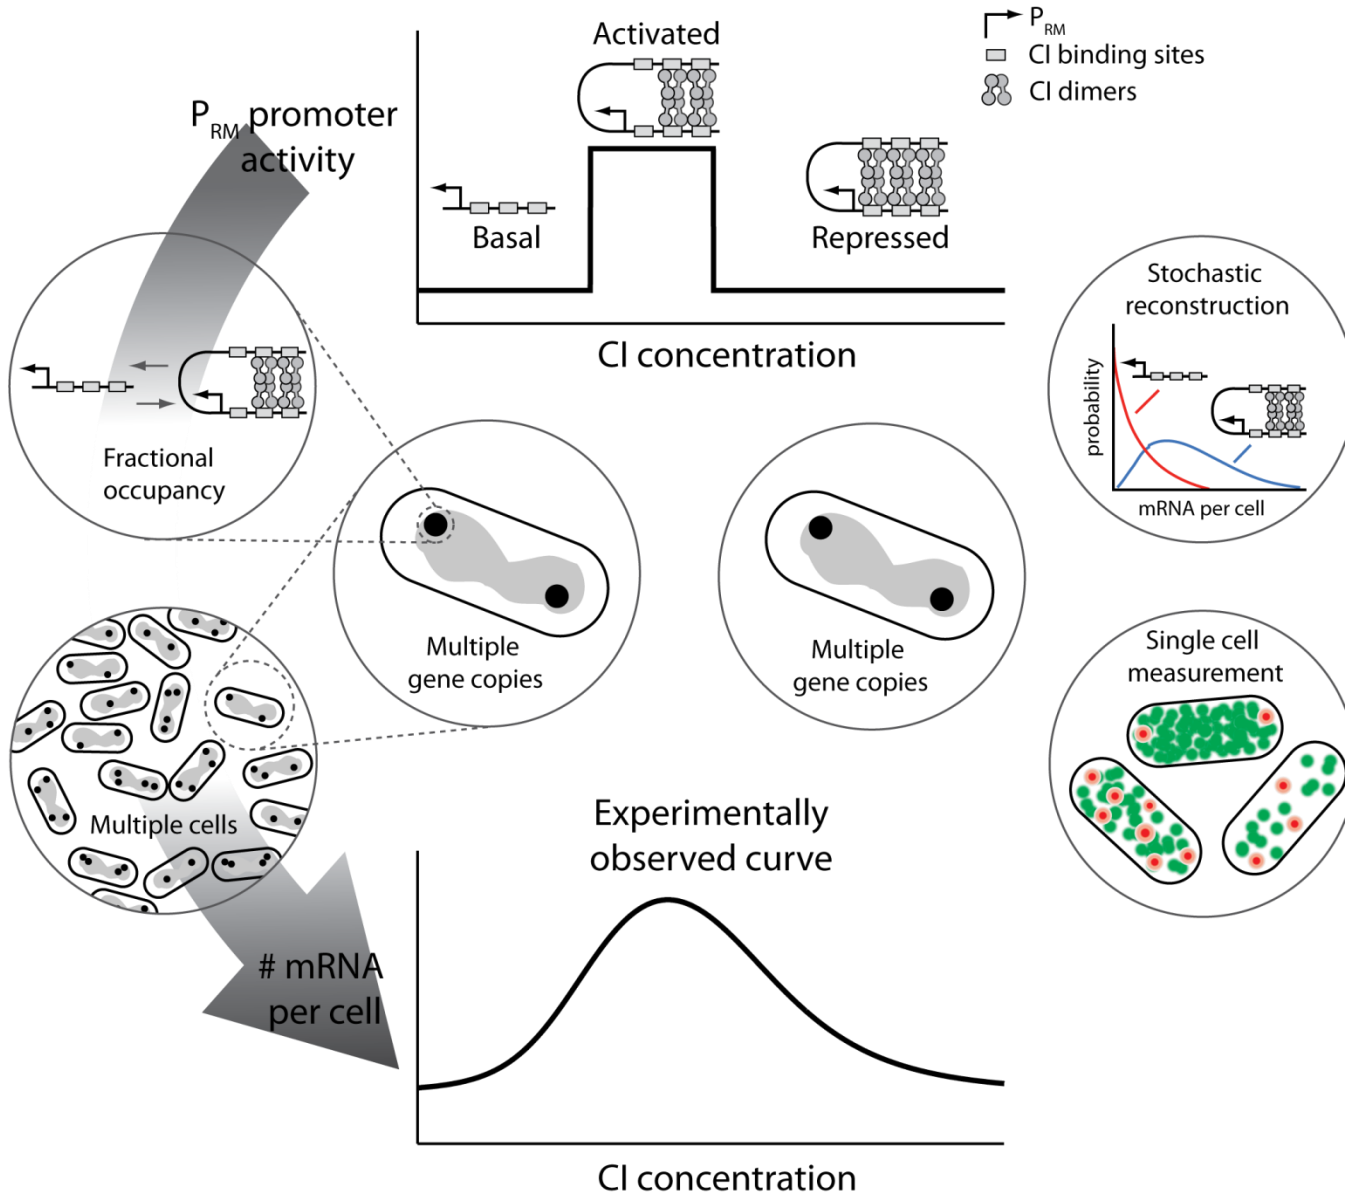 P_RM promoter
activity
Activated
Basal
Repressed
CI concentration
P_RM
CI binding sites
CI dimers
Fractional
occupancy
Multiple
gene copies
Multiple
gene copies
Stochastic
reconstruction
probability
mRNA per cell
Multiple cells
Single cell
measurement
# mRNA
per cell
Experimentally
observed curve
CI concentration